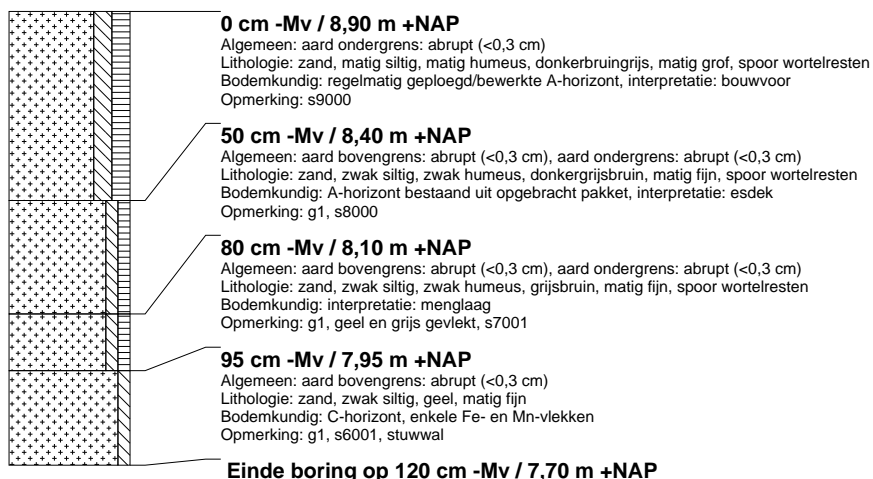 0 cm -Mv / 8,90 m +NAP
Algemeen: aard ondergrens: abrupt (<0,3 cm)
Lithologie: zand, matig siltig, matig humeus, donkerbruingrijs, matig grof, spoor wortelresten
Bodemkundig: regelmatig geploegd/bewerkte A-horizont, interpretatie: bouwvoor
Opmerking: s9000
50 cm -Mv / 8,40 m +NAP
Algemeen: aard bovengrens: abrupt (<0,3 cm), aard ondergrens: abrupt (<0,3 cm)
Lithologie: zand, zwak siltig, zwak humeus, donkergrijsbruin, matig fijn, spoor wortelresten
Bodemkundig: A-horizont bestaand uit opgebracht pakket, interpretatie: esdek
Opmerking: g1, s8000
80 cm -Mv / 8,10 m +NAP
Algemeen: aard bovengrens: abrupt (<0,3 cm), aard ondergrens: abrupt (<0,3 cm)
Lithologie: zand, zwak siltig, zwak humeus, grijsbruin, matig fijn, spoor wortelresten
Bodemkundig: interpretatie: menglaag
Opmerking: g1, geel en grijs gevlekt, s7001
95 cm -Mv / 7,95 m +NAP
Algemeen: aard bovengrens: abrupt (<0,3 cm)
Lithologie: zand, zwak siltig, geel, matig fijn
Bodemkundig: C-horizont, enkele Fe- en Mn-vlekken
Opmerking: g1, s6001, stuwwal
Einde boring op 120 cm -Mv / 7,70 m +NAP